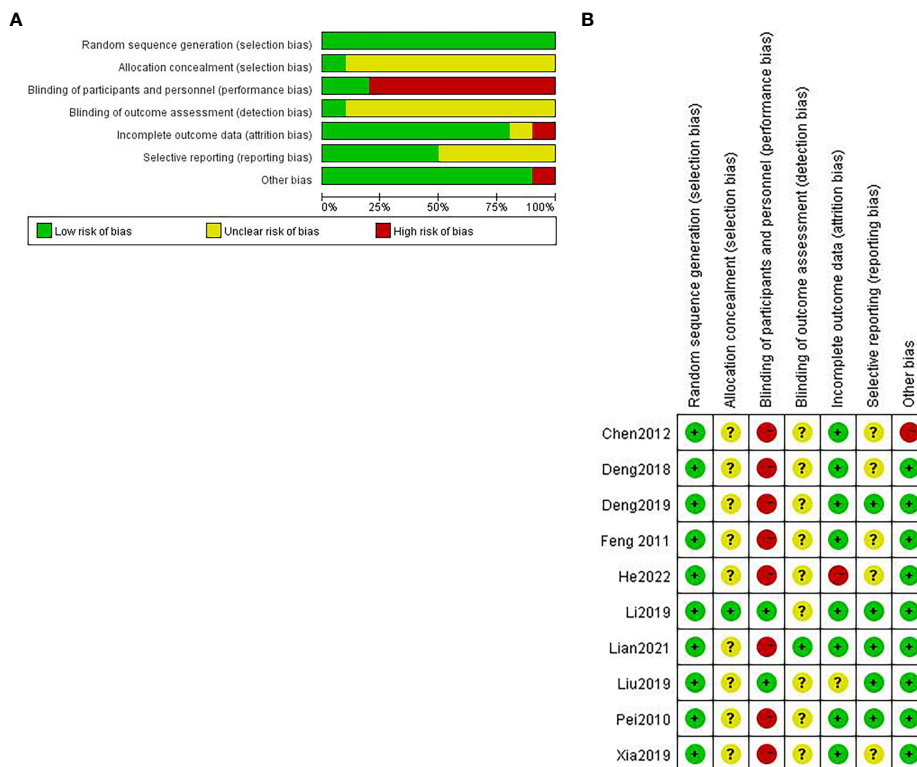 A
Random sequence generation (selection bias)
Allocation concealment (selection bias)
Blinding of participants and personnel (performance bias)
Blinding of outcome assessment (detection bias)
Incomplete outcome data (attrition bias)
Selective reporting (reporting bias)
Other bias
0% 25% 50% 75% 100%
Low risk of bias Unclear risk of bias High risk of bias
B
Random sequence generation (selection bias)
Allocation concealment (selection bias)
Blinding of participants and personnel (performance bias)
Blinding of outcome assessment (detection bias)
Incomplete outcome data (attrition bias)
Selective reporting (reporting bias)
Other bias
Chen2012 + ? - ? + ? -
Deng2018 + ? - ? + ? +
Deng2019 + ? - ? + + +
Feng 2011 + ? - ? + ? +
He2022 + ? - ? - ? +
Li2019 + + + ? + + +
Lian2021 + ? - + + + +
Liu2019 + ? + ? ? + +
Pei2010 + ? - ? + + +
Xia2019 + ? - ? + ? +